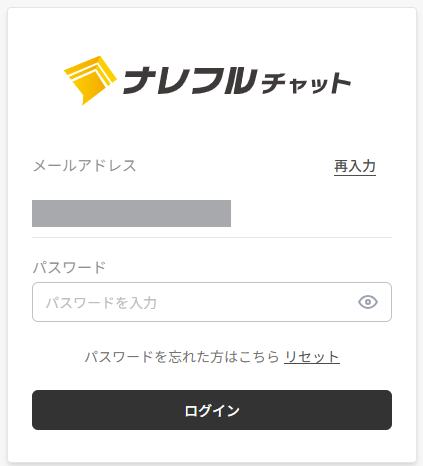 ナレフルチャット
メールアドレス 再入力
パスワード
パスワードを入力
パスワードを忘れた方はこちら リセット
ログイン